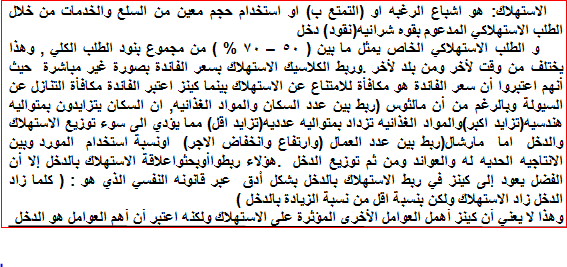 الاستهلاك: هو اشباع الرغبه او (التمتع ب) او استخدام حجم معين من السلع والخدمات من خلال
الطلب الاستهلاكي المدعوم بقوه شرائيه(نقود) دخل
و الطلب الاستهلاكي الخاص يمثل ما بين ( ٥٠ – ٧٠ % ) من مجموع بنود الطلب الكلي , وهذا
يختلف من وقت لأخر ومن بلد لأخر .وربط الكلاسيك الاستهلاك بسعر الفائدة بصورة غير مباشرة حيث
أنهم اعتبروا أن سعر الفائدة هو مكافأة للامتناع عن الاستهلاك بينما كينز اعتبر الفائدة مكافأة التنازل عن
السيولة وبالرغم من أن مالثوس (ربط بين عدد السكان والمواد الغذائيه, ان السكان يتزايدون بمتواليه
هندسيه(تزايد اكبر)والمواد الغذائيه تزداد بمتواليه عدديه(تزايد اقل) مما يؤدي الى سوء توزيع الاستهلاك
والدخل اما مارشال(ربط بين عدد العمال (وارتفاع وانخفاض الاجر) اونسبة استخدام المورد وبين
الانتاجيه الحديه له والعوائد ومن ثم توزيع الدخل .هؤلاء ربطواأوبحثواعلاقة الاستهلاك بالدخل إلا أن
الفضل يعود إلى كينز في ربط الاستهلاك بالدخل بشكل أدق عبر قانونه النفسي الذي هو : ( كلما زاد
الدخل زاد الاستهلاك ولكن بنسبة اقل من نسبة الزيادة بالدخل )
وهذا لا يعني أن كينز أهمل العوامل الأخرى المؤثرة على الاستهلاك ولكنه اعتبر أن أهم العوامل هو الدخل